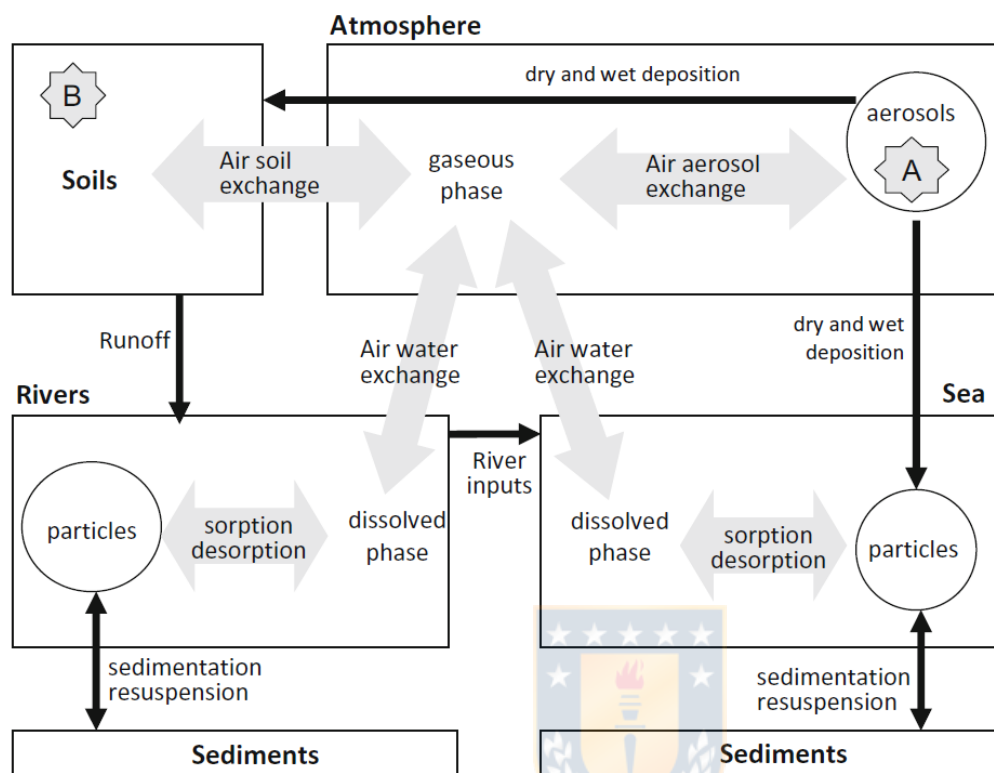 Atmosphere
dry and wet deposition
B
aerosols
A
Soils
Air soil
exchange
gaseous
phase
Air aerosol
exchange
Runoff
Air water
exchange
Air water
exchange
dry and wet
deposition
Rivers
Sea
River
inputs
particles
sorption
desorption
dissolved
phase
dissolved
phase
sorption
desorption
particles
sedimentation
resuspension
sedimentation
resuspension
Sediments
Sediments